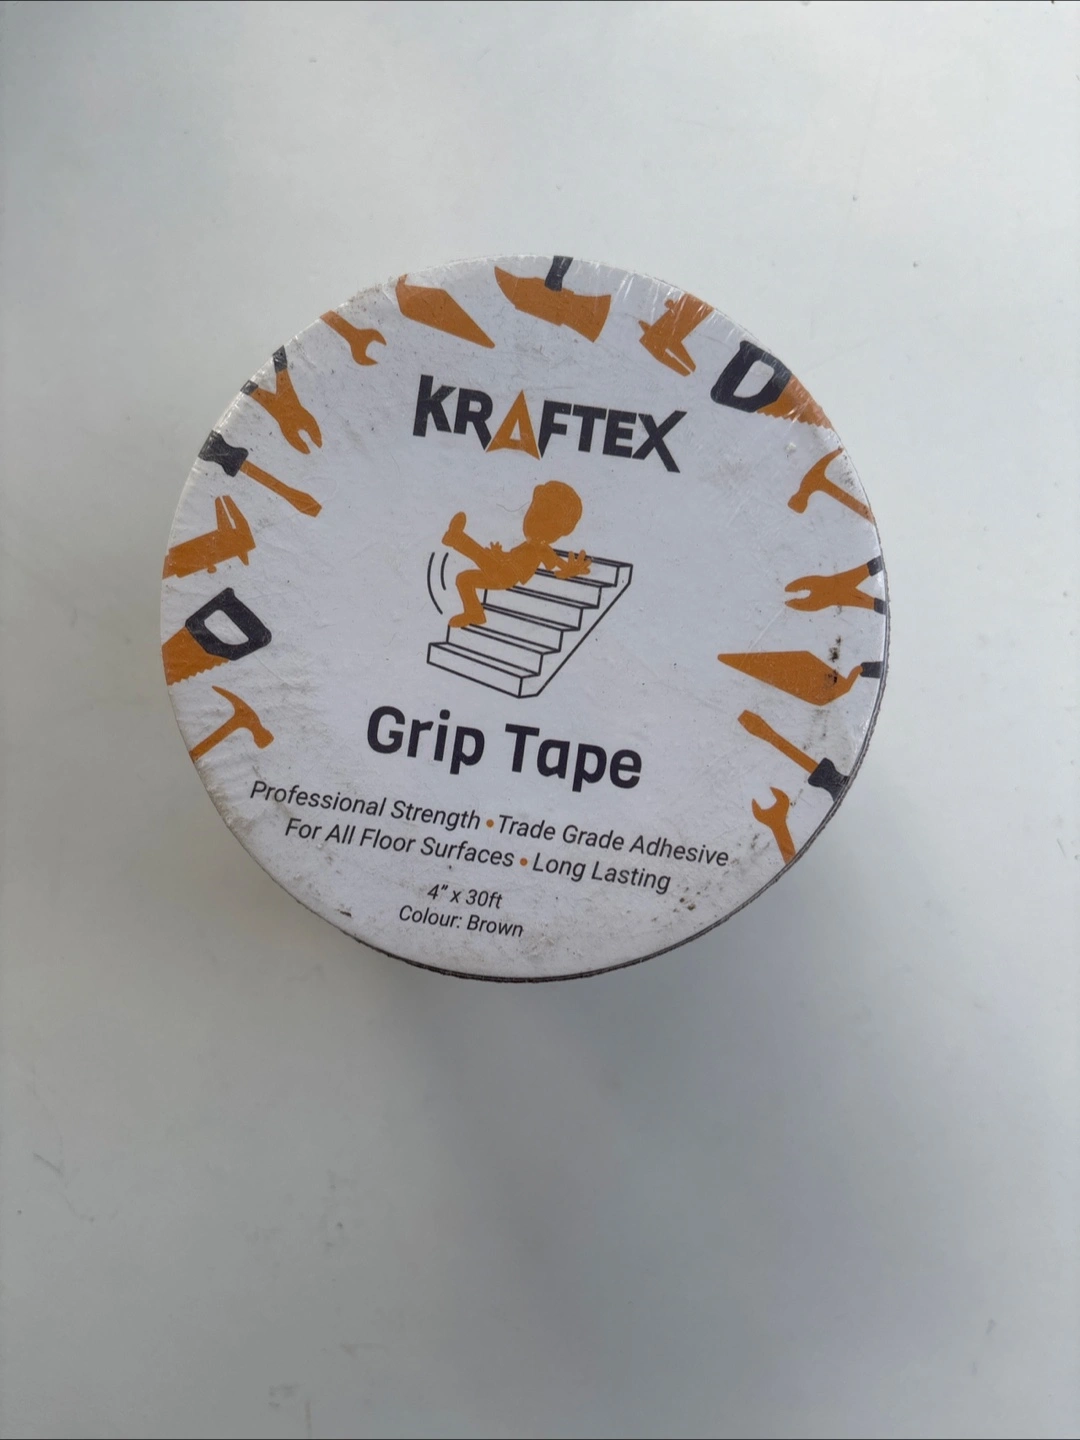 KRAFTEX
Grip Tape
Professional Strength • Trade Grade Adhesive
For All Floor Surfaces • Long Lasting
4" x 30ft
Colour: Brown